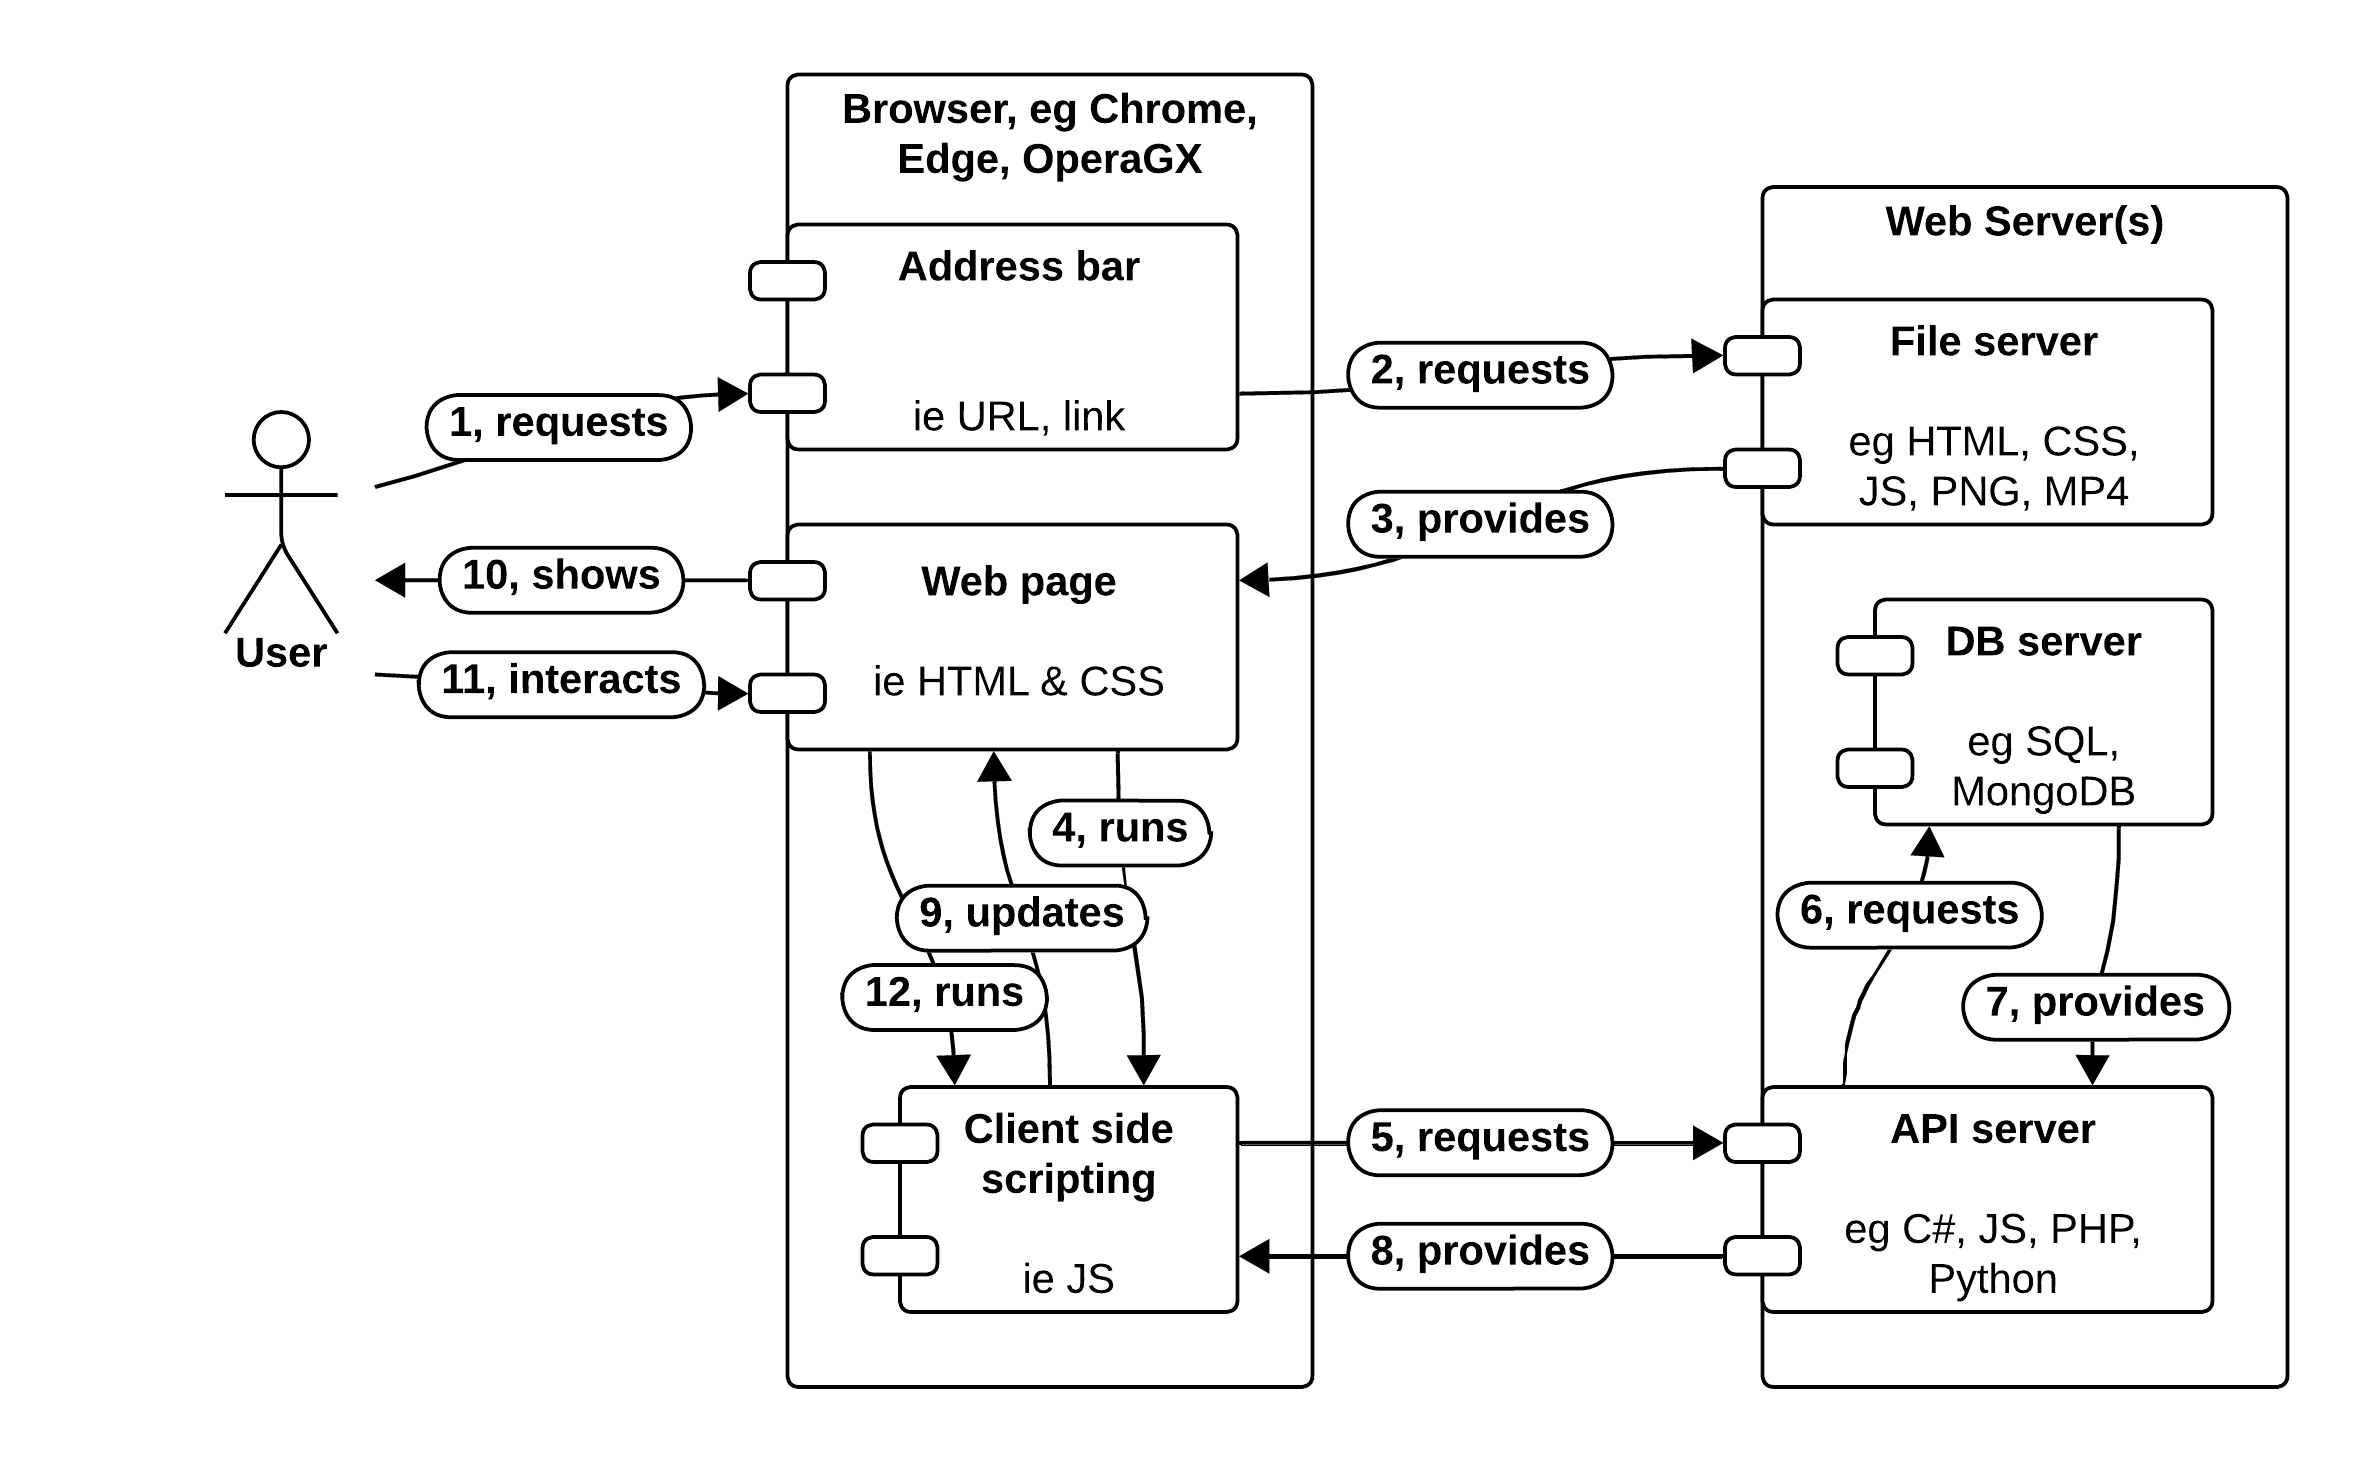 Browser, eg Chrome,
Edge, OperaGX
Address bar
ie URL, link
1, requests
2, requests
Web Server(s)
File server
eg HTML, CSS,
JS, PNG, MP4
3, provides
User
10, shows
11, interacts
Web page
ie HTML & CSS
DB server
eg SQL,
MongoDB
4, runs
9, updates
12, runs
6, requests
7, provides
Client side
scripting
ie JS
5, requests
8, provides
API server
eg C#, JS, PHP,
Python